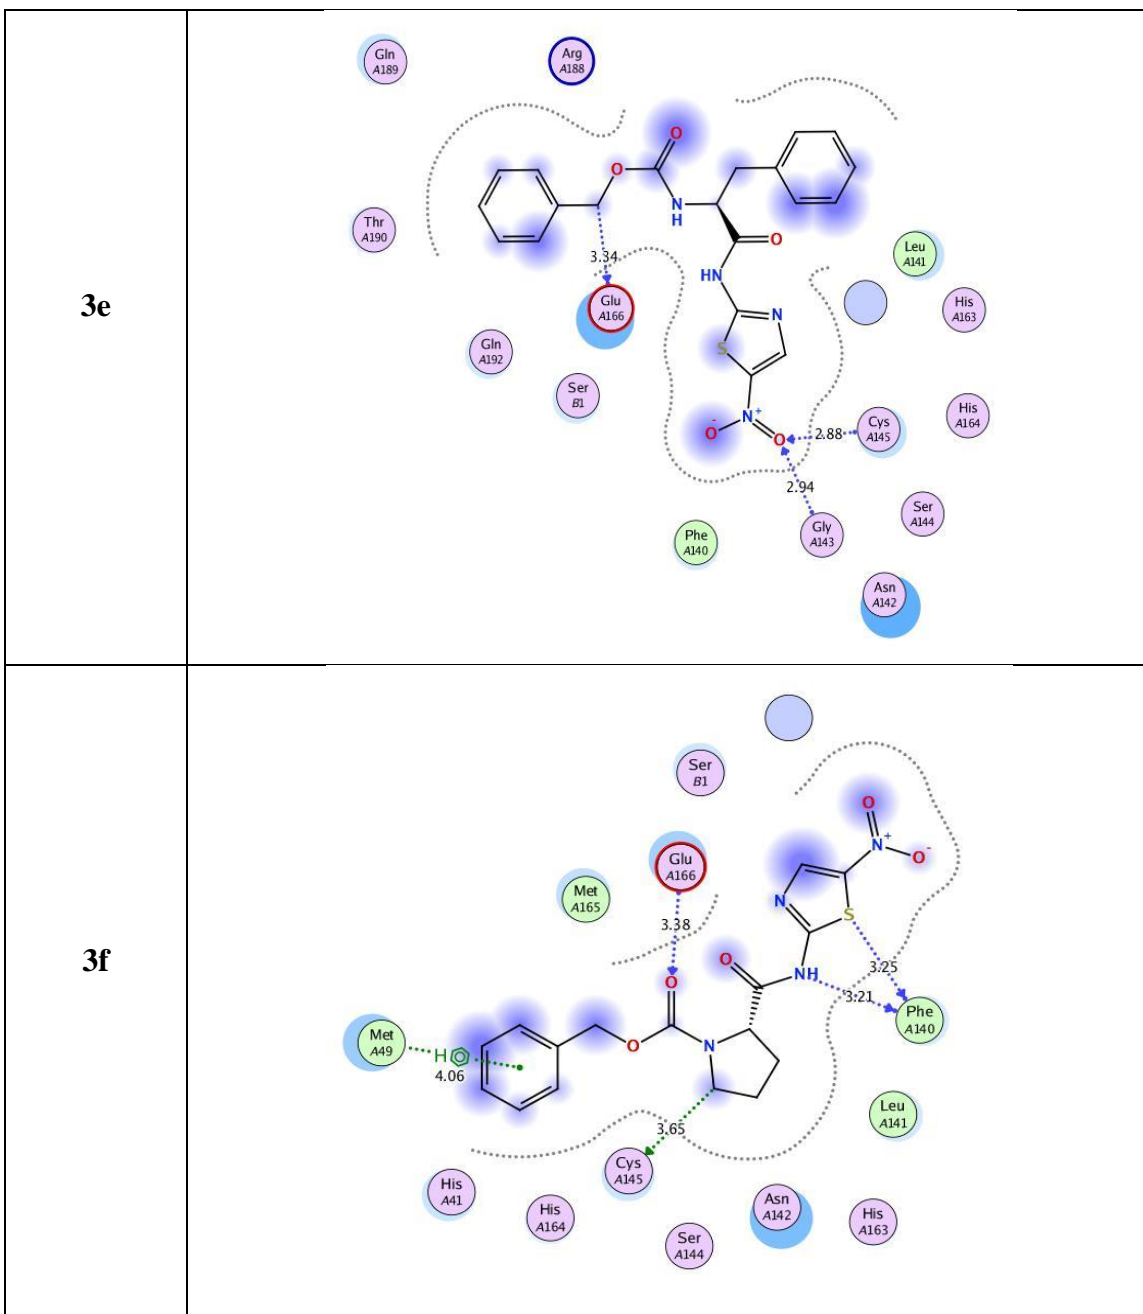 3e
Gln
A189
Arg
A188
O
O
N
H
O
Thr
A190
HN
3.34
Leu
A141
Glu
A166
N
His
A163
Gln
A192
S
Ser
B1
His
A164
Cys
A145
N+
O-
O
2.88
2.94
Ser
A144
Gly
A143
Phe
A140
Asn
A142
3f
Ser
B1
O
N+
O-
Glu
A166
Met
A165
N
S
3.38
O
NH
3.25
3.21
O
Phe
A140
Met
A49
H
4.06
O
N
Leu
A141
3.65
Cys
A145
His
A41
His
A164
Asn
A142
His
A163
Ser
A144